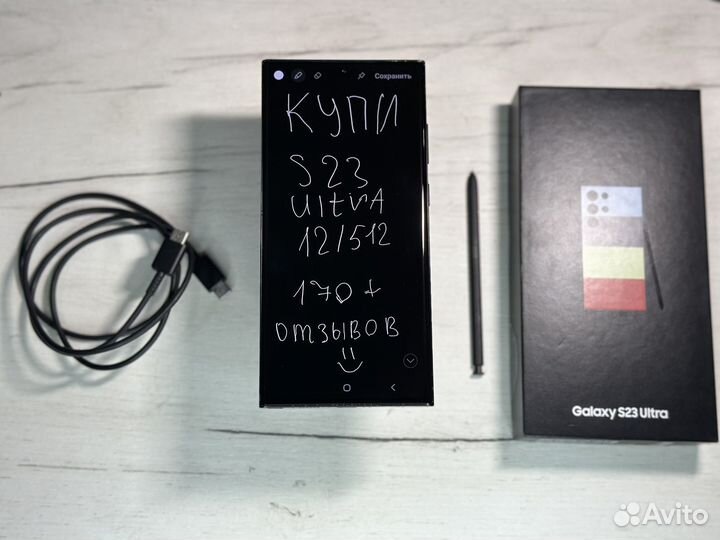 Сохранить
КУПИ
S23
UltrA
12/512
170+
ОТЗЫВОВ
Galaxy S23 Ultra
Avito